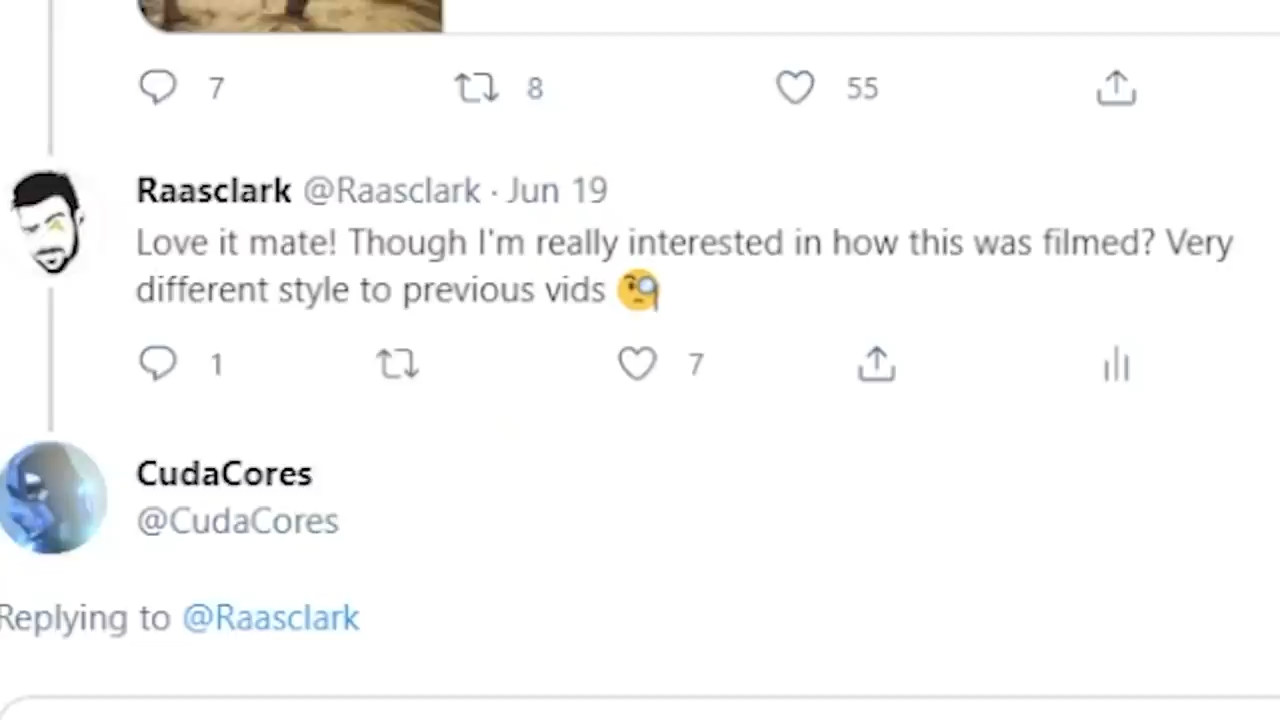 7 8 55
Raasclark @Raasclark · Jun 19
Love it mate! Though I'm really interested in how this was filmed? Very
different style to previous vids 🧐
1 7
CudaCores
@CudaCores
Replying to @Raasclark